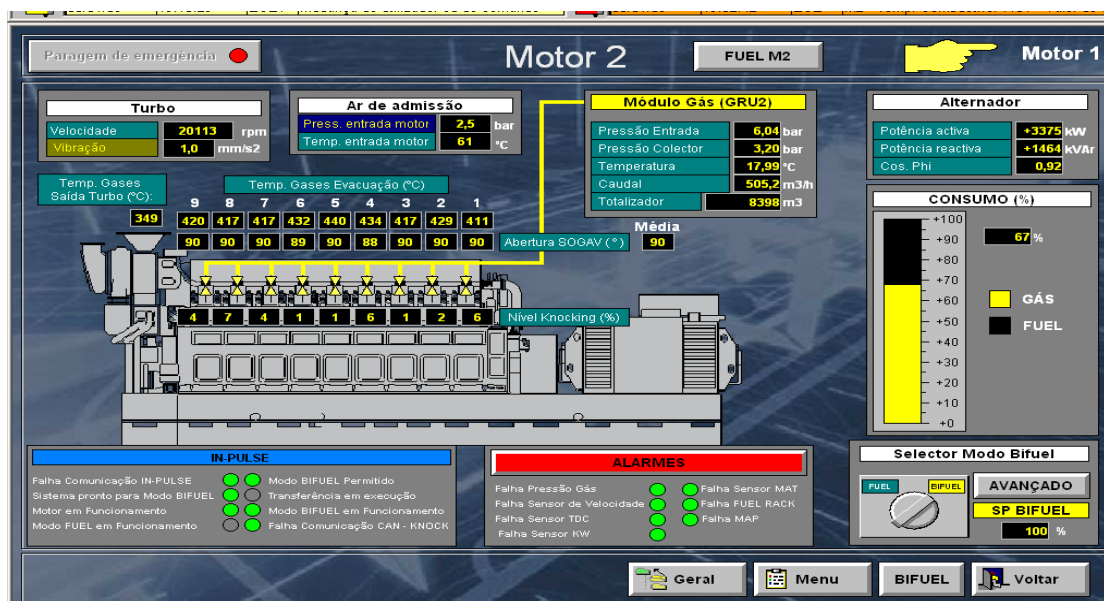 Paragem de emergência
Motor 2
FUEL M2
Motor 1
Turbo
Velocidade 20113 rpm
Vibração 1,0 mm/s2
Ar de admissão
Press. entrada motor 2,5 bar
Temp. entrada motor 61 °C
Módulo Gás (GRU2)
Pressão Entrada 6,04 bar
Pressão Colector 3,20 bar
Temperatura 17,99 °C
Caudal 505,2 m3/h
Totalizador 8398 m3
Alternador
Potência activa +3375 kW
Potência reactiva +1464 kVAr
Cos. Phi 0,92
Temp. Gases
Saída Turbo (°C):
349
Temp. Gases Evacuação (°C)
9 8 7 6 5 4 3 2 1
420 417 417 432 440 434 417 429 411
90 90 90 89 90 88 90 90 90
Abertura SOGAV (°)
Média
90
4 7 4 1 1 6 1 2 6
Nível Knocking (%)
CONSUMO (%)
+100
+90
+80
+70
+60
+50
+40
+30
+20
+10
+0
67 %
GÁS
FUEL
IN-PULSE
Falha Comunicação IN-PULSE
Sistema pronto para Modo BIFUEL
Motor em Funcionamento
Modo FUEL em Funcionamento
Modo BIFUEL Permitido
Transferência em execução
Modo BIFUEL em Funcionamento
Falha Comunicação CAN - KNOCK
ALARMES
Falha Pressão Gás
Falha Sensor de Velocidade
Falha Sensor TDC
Falha Sensor KW
Falha Sensor MAT
Falha FUEL RACK
Falha MAP
Selector Modo Bifuel
FUEL
BIFUEL
AVANÇADO
SP BIFUEL
100 %
Geral
Menu
BIFUEL
Voltar